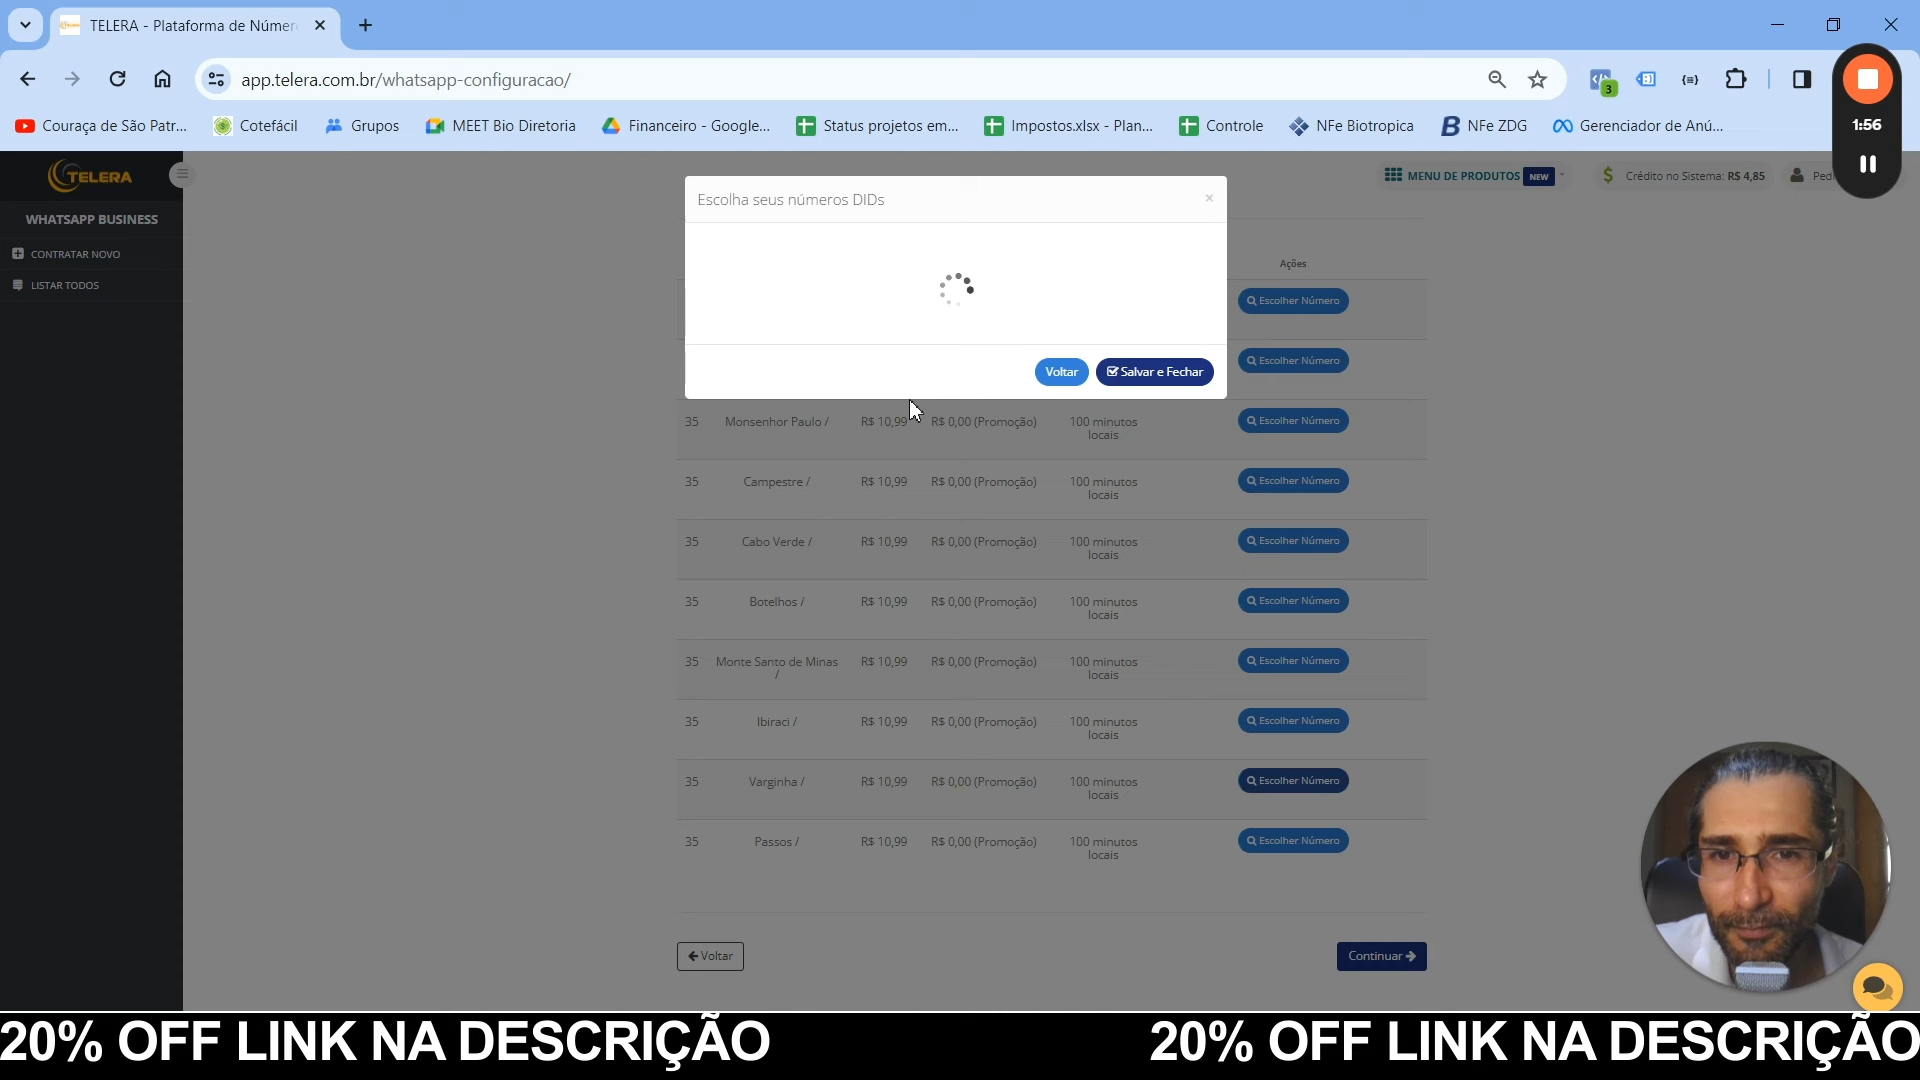 TELERA - Plataforma de Númer
app.telera.com.br/whatsapp-configuracao/
3
Couraça de São Patr...
Cotefácil
Grupos
MEET Bio Diretoria
Financeiro - Google...
Status projetos em...
Impostos.xlsx - Plan...
Controle
NFe Biotropica
NFe ZDG
Gerenciador de Anú...
1:56
TELERA
MENU DE PRODUTOS NEW
Crédito no Sistema: R$ 4,85
WHATSAPP BUSINESS
CONTRATAR NOVO
LISTAR TODOS
Escolha seus números DIDs
×
Voltar
Salvar e Fechar
Ações
Escolher Número
Escolher Número
35 Monsenhor Paulo / R$ 10,99 R$ 0,00 (Promoção) 100 minutos locais Escolher Número
35 Campestre / R$ 10,99 R$ 0,00 (Promoção) 100 minutos locais Escolher Número
35 Cabo Verde / R$ 10,99 R$ 0,00 (Promoção) 100 minutos locais Escolher Número
35 Botelhos / R$ 10,99 R$ 0,00 (Promoção) 100 minutos locais Escolher Número
35 Monte Santo de Minas / R$ 10,99 R$ 0,00 (Promoção) 100 minutos locais Escolher Número
35 Ibiraci / R$ 10,99 R$ 0,00 (Promoção) 100 minutos locais Escolher Número
35 Varginha / R$ 10,99 R$ 0,00 (Promoção) 100 minutos locais Escolher Número
35 Passos / R$ 10,99 R$ 0,00 (Promoção) 100 minutos locais Escolher Número
Voltar
Continuar
20% OFF LINK NA DESCRIÇÃO
20% OFF LINK NA DESCRIÇÃO